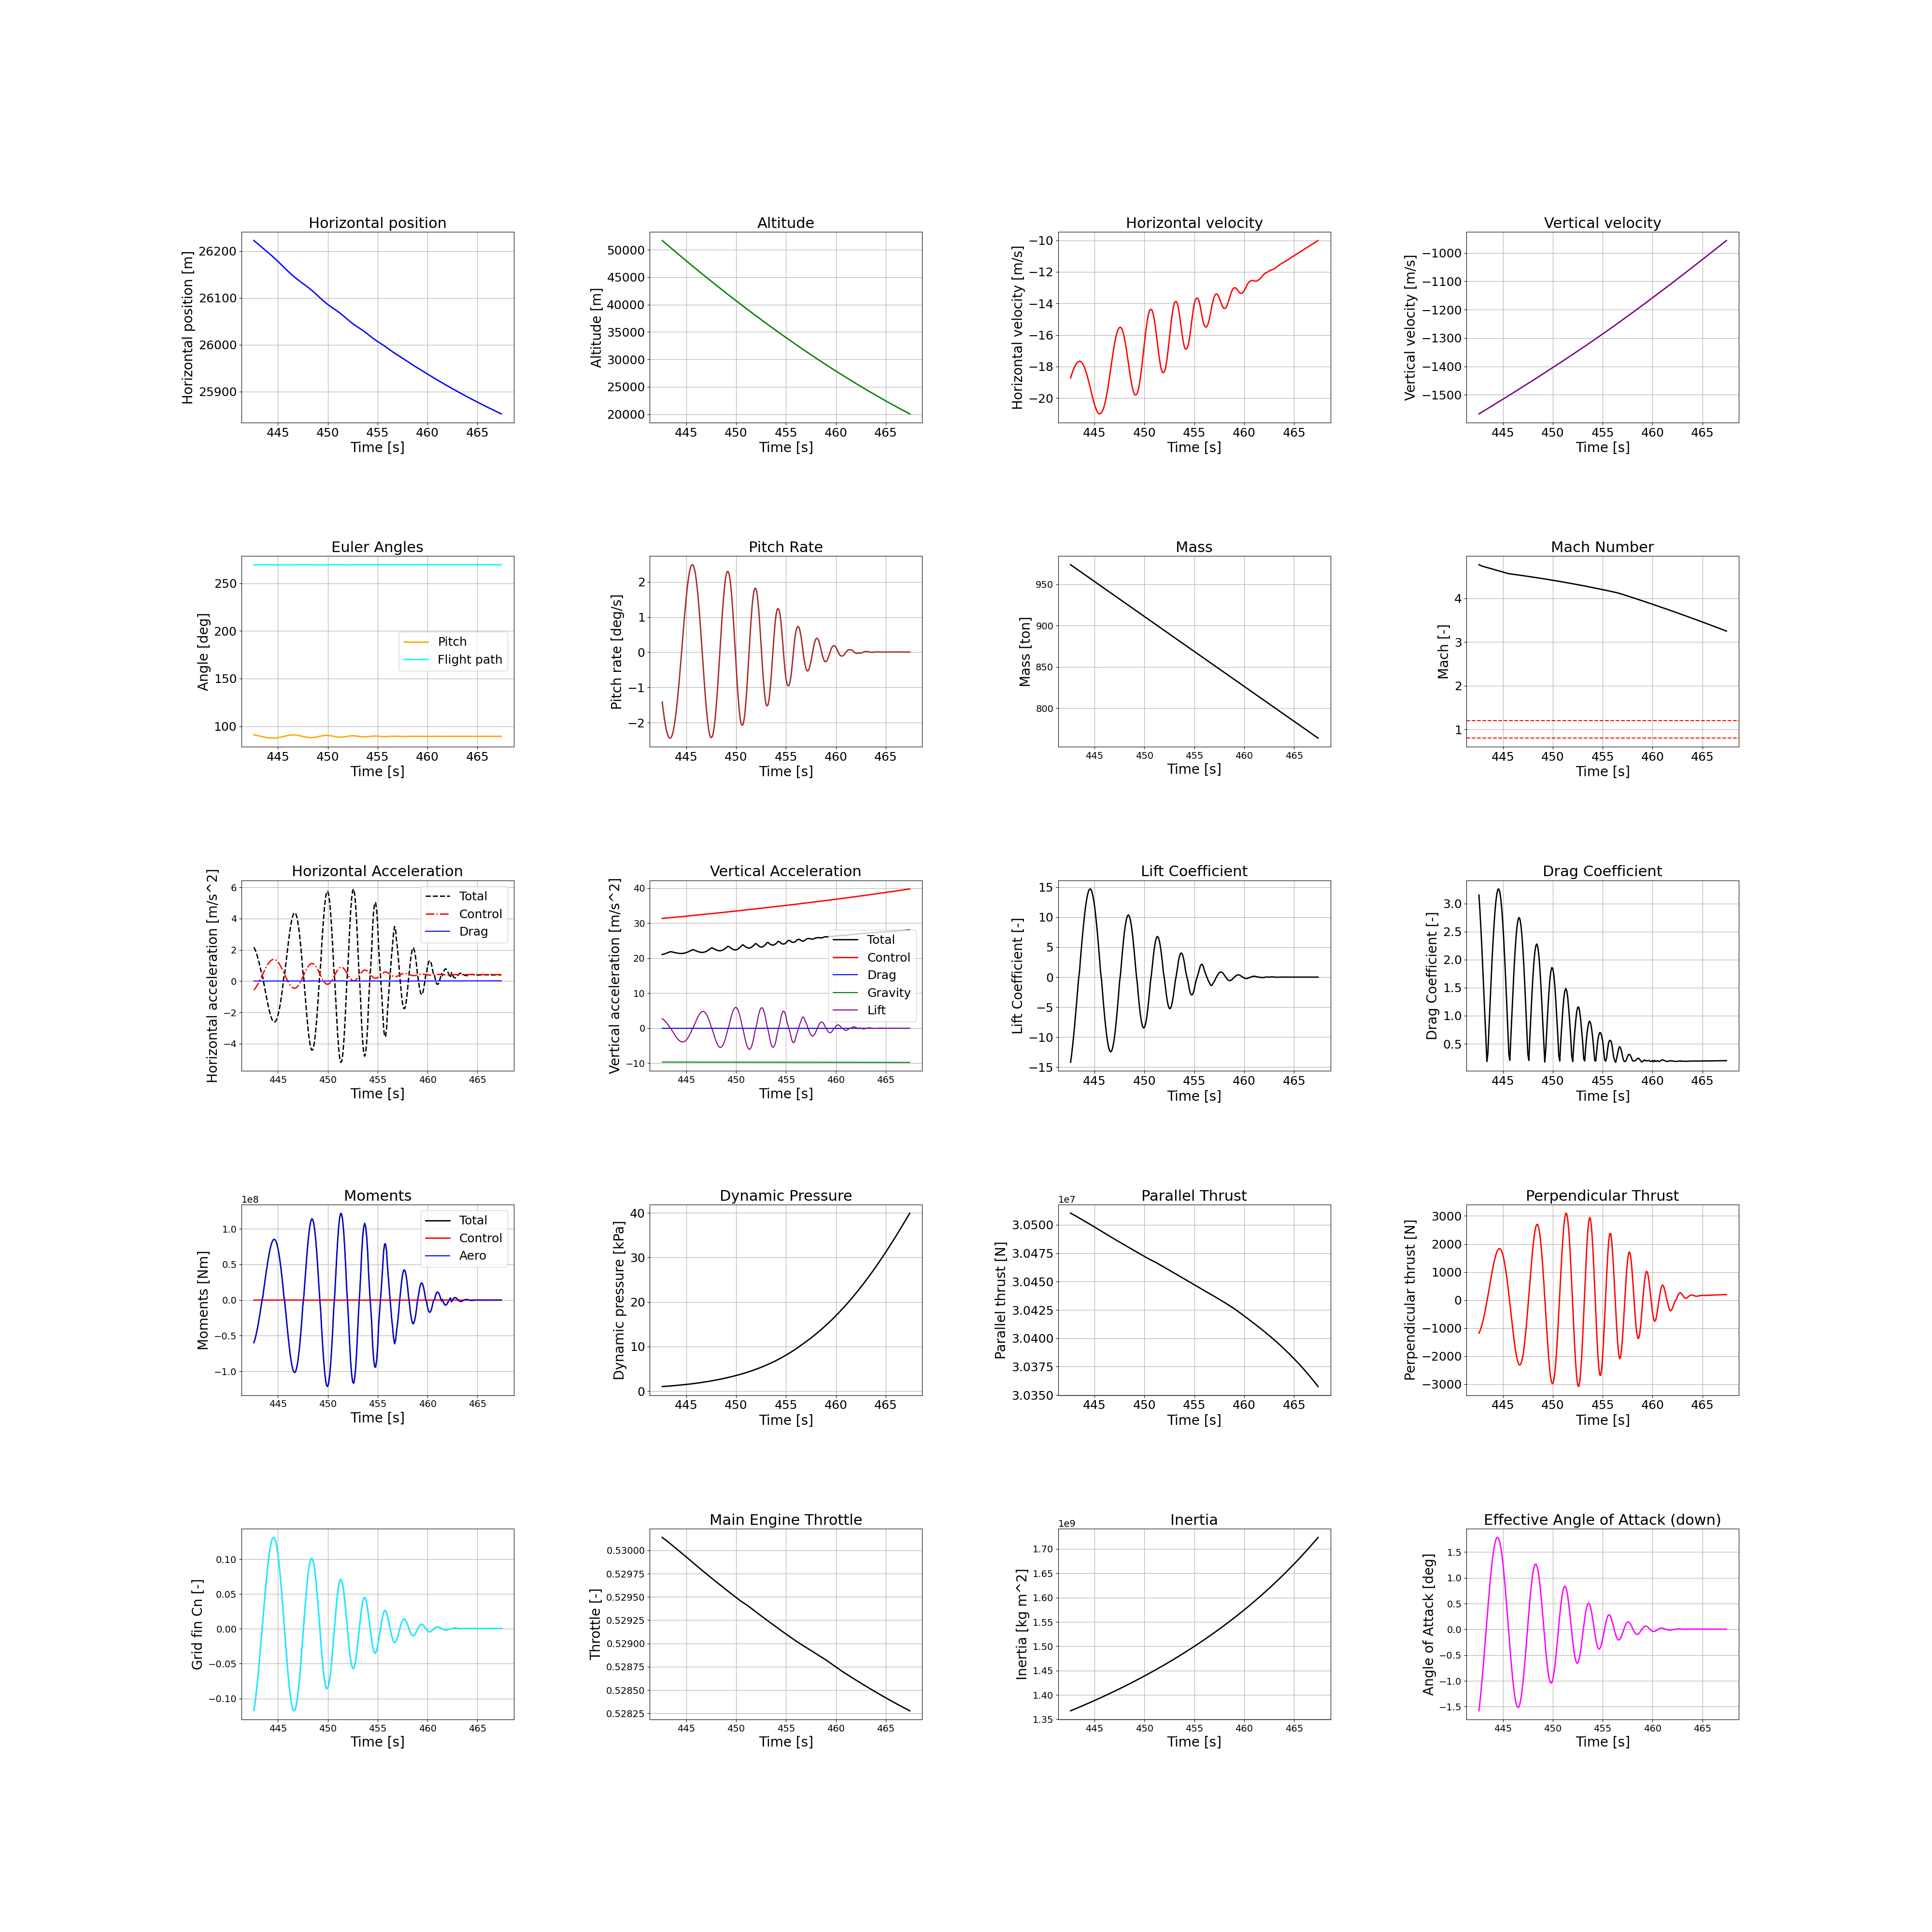 Horizontal position
Horizontal position [m]
26200
26100
26000
25900
445 450 455 460 465
Time [s]
Altitude
Altitude [m]
50000
45000
40000
35000
30000
25000
20000
445 450 455 460 465
Time [s]
Horizontal velocity
Horizontal velocity [m/s]
−10
−12
−14
−16
−18
−20
445 450 455 460 465
Time [s]
Vertical velocity
Vertical velocity [m/s]
−1000
−1100
−1200
−1300
−1400
−1500
445 450 455 460 465
Time [s]
Euler Angles
Angle [deg]
250
200
150
100
Pitch
Flight path
445 450 455 460 465
Time [s]
Pitch Rate
Pitch rate [deg/s]
2
1
0
−1
−2
445 450 455 460 465
Time [s]
Mass
Mass [ton]
950
900
850
800
445 450 455 460 465
Time [s]
Mach Number
Mach [-]
4
3
2
1
445 450 455 460 465
Time [s]
Horizontal Acceleration
Horizontal acceleration [m/s^2]
6
4
2
0
−2
−4
Total
Control
Drag
445 450 455 460 465
Time [s]
Vertical Acceleration
Vertical acceleration [m/s^2]
40
30
20
10
0
−10
Total
Control
Drag
Gravity
Lift
445 450 455 460 465
Time [s]
Lift Coefficient
Lift Coefficient [-]
15
10
5
0
−5
−10
−15
445 450 455 460 465
Time [s]
Drag Coefficient
Drag Coefficient [-]
3.0
2.5
2.0
1.5
1.0
0.5
445 450 455 460 465
Time [s]
Moments
1e8
Moments [Nm]
1.0
0.5
0.0
−0.5
−1.0
Total
Control
Aero
445 450 455 460 465
Time [s]
Dynamic Pressure
Dynamic pressure [kPa]
40
30
20
10
0
445 450 455 460 465
Time [s]
Parallel Thrust
1e7
Parallel thrust [N]
3.0500
3.0475
3.0450
3.0425
3.0400
3.0375
3.0350
445 450 455 460 465
Time [s]
Perpendicular Thrust
Perpendicular thrust [N]
3000
2000
1000
0
−1000
−2000
−3000
445 450 455 460 465
Time [s]
Grid fin Cn [-]
0.10
0.05
0.00
−0.05
−0.10
445 450 455 460 465
Time [s]
Main Engine Throttle
Throttle [-]
0.53000
0.52975
0.52950
0.52925
0.52900
0.52875
0.52850
0.52825
445 450 455 460 465
Time [s]
Inertia
1e9
Inertia [kg m^2]
1.70
1.65
1.60
1.55
1.50
1.45
1.40
1.35
445 450 455 460 465
Time [s]
Effective Angle of Attack (down)
Angle of Attack [deg]
1.5
1.0
0.5
0.0
−0.5
−1.0
−1.5
445 450 455 460 465
Time [s]